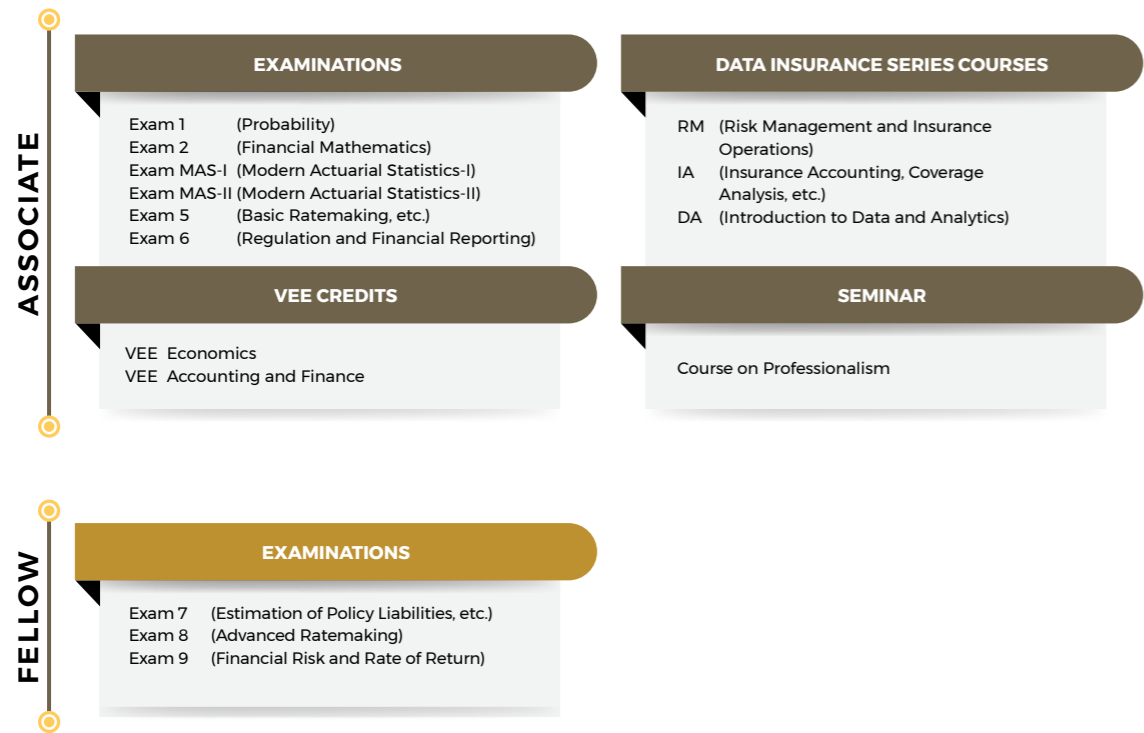 ASSOCIATE
EXAMINATIONS
Exam 1 (Probability)
Exam 2 (Financial Mathematics)
Exam MAS-I (Modern Actuarial Statistics-I)
Exam MAS-II (Modern Actuarial Statistics-II)
Exam 5 (Basic Ratemaking, etc.)
Exam 6 (Regulation and Financial Reporting)
DATA INSURANCE SERIES COURSES
RM (Risk Management and Insurance
Operations)
IA (Insurance Accounting, Coverage
Analysis, etc.)
DA (Introduction to Data and Analytics)
VEE CREDITS
VEE Economics
VEE Accounting and Finance
SEMINAR
Course on Professionalism
FELLOW
EXAMINATIONS
Exam 7 (Estimation of Policy Liabilities, etc.)
Exam 8 (Advanced Ratemaking)
Exam 9 (Financial Risk and Rate of Return)